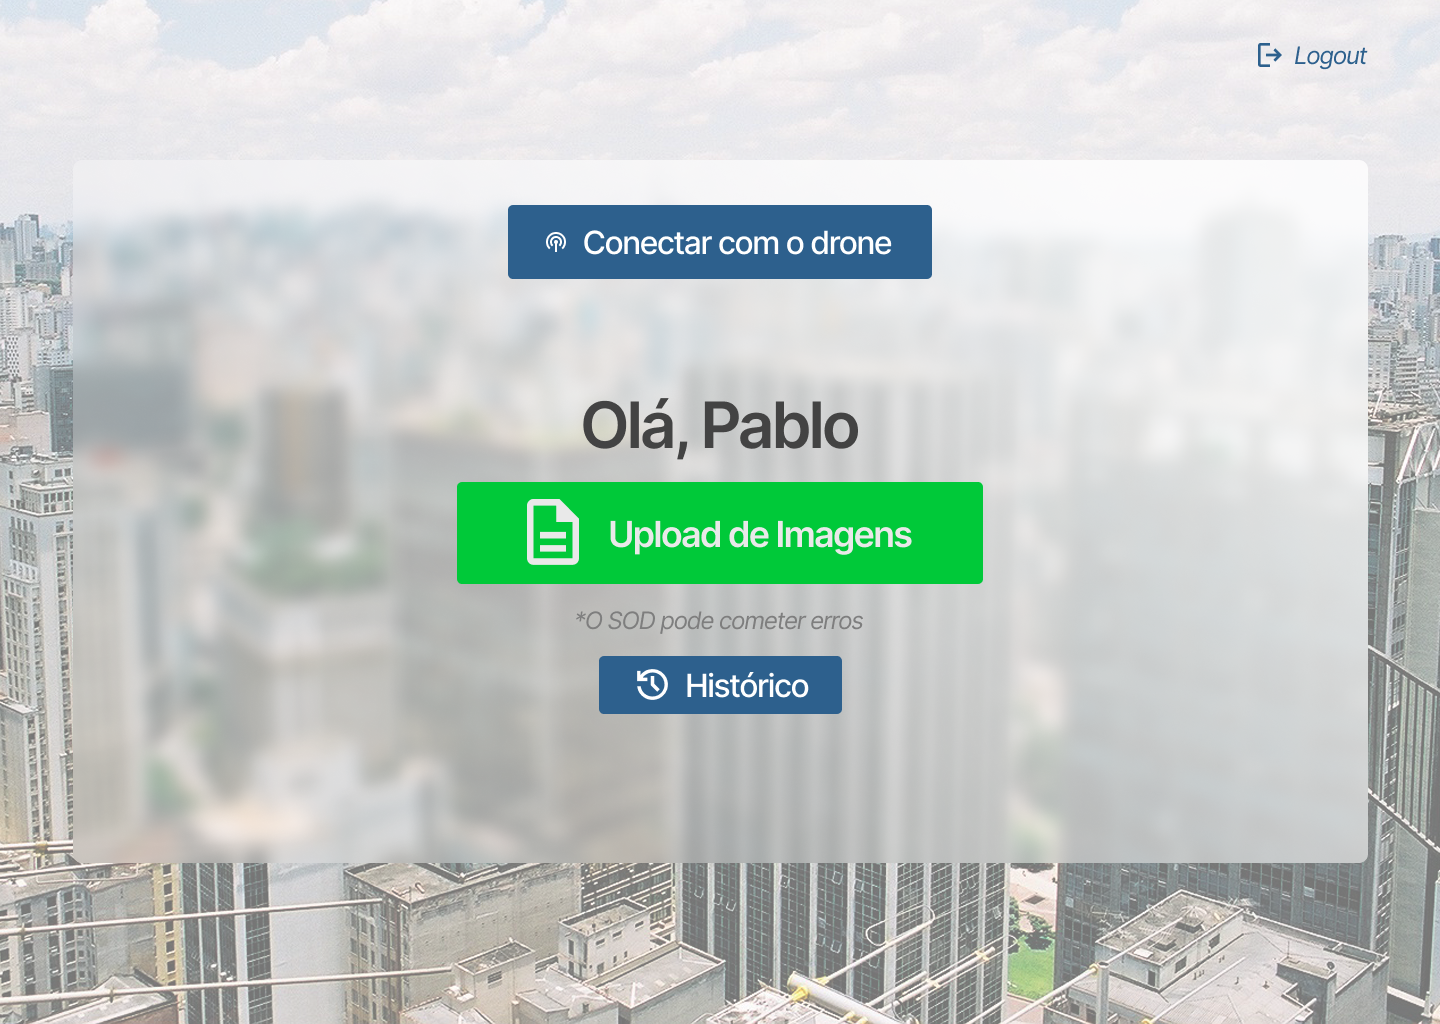 Logout
Conectar com o drone
Olá, Pablo
Upload de Imagens
*O SOD pode cometer erros
Histórico